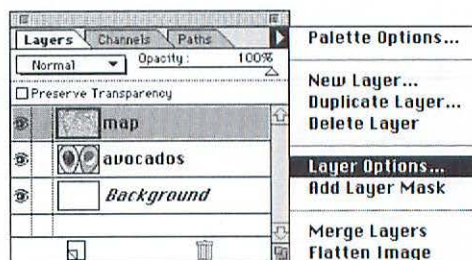 Layers Channels Paths
Normal Opacity: 100%
Preserve Transparency
map
avocados
Background
Palette Options...
New Layer...
Duplicate Layer...
Delete Layer
Layer Options...
Add Layer Mask
Merge Layers
Flatten Image